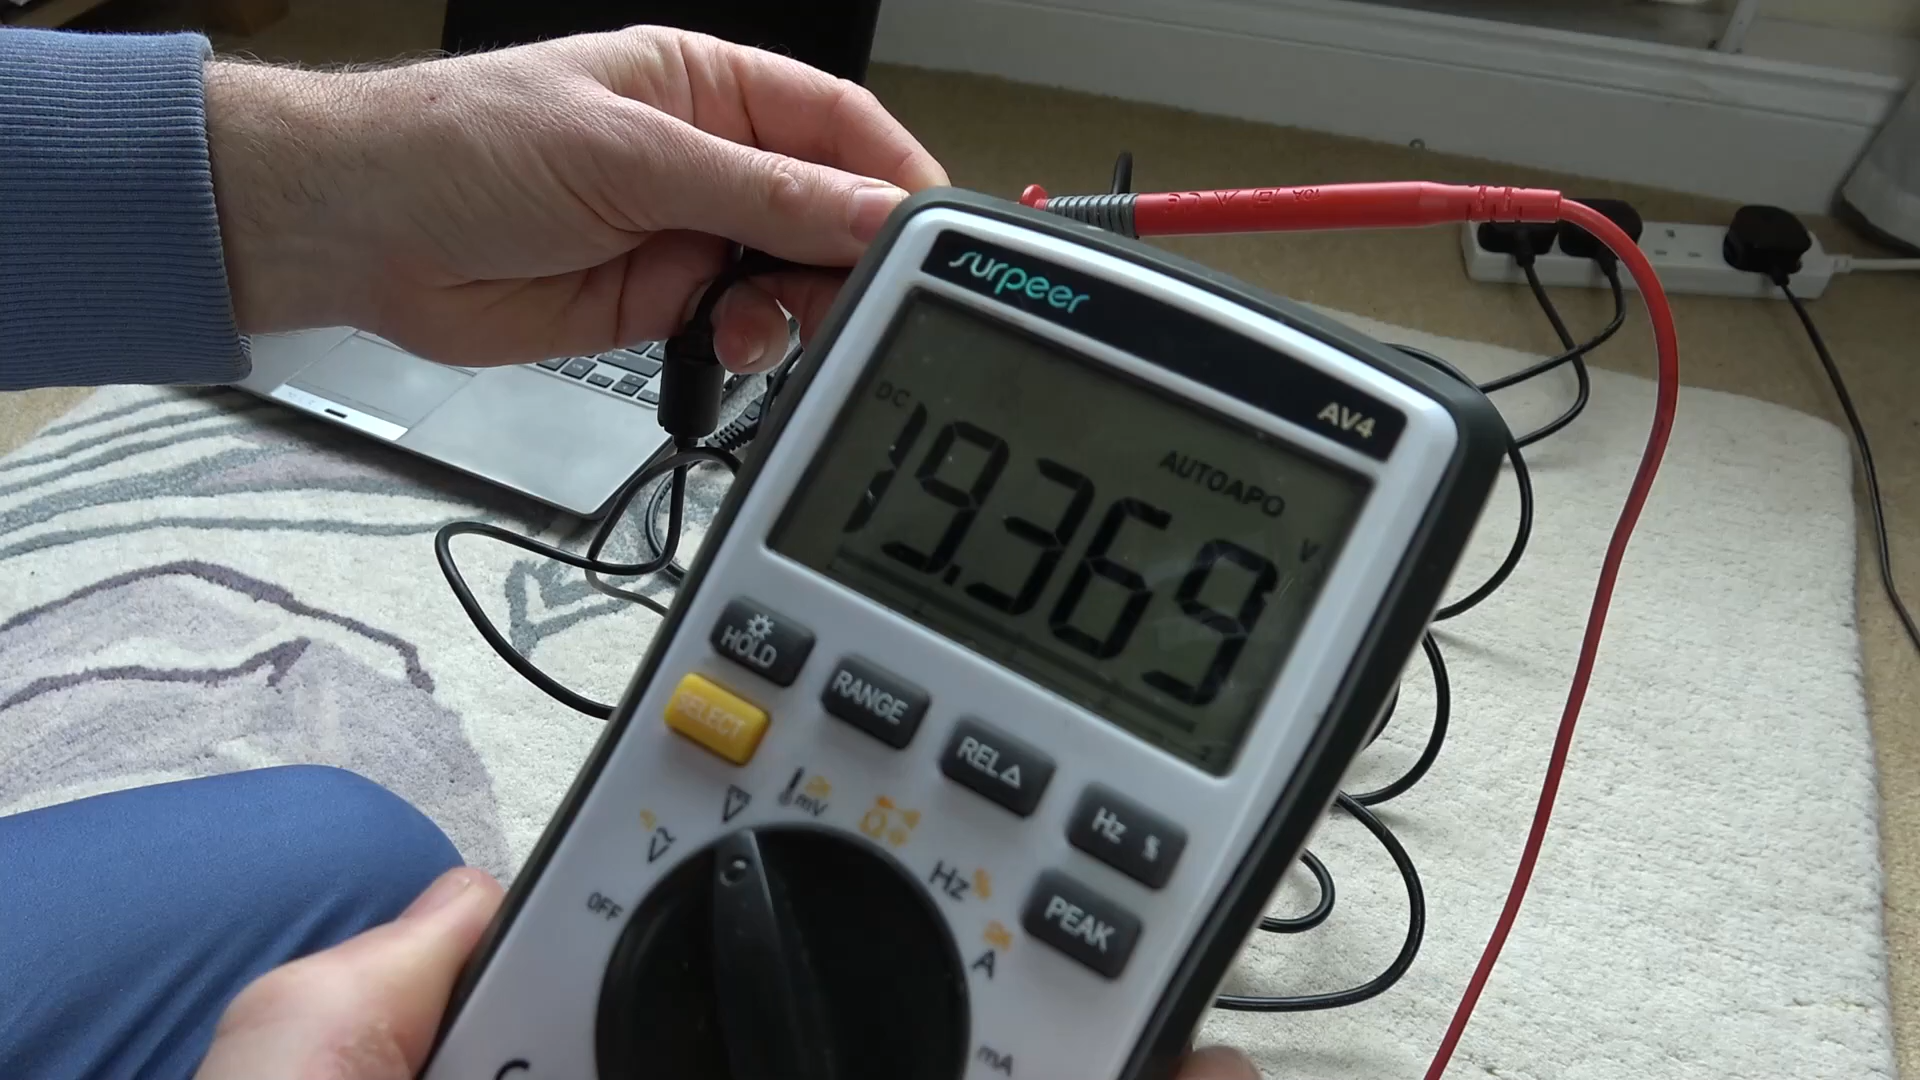 surpeer
AV4
DC
AUTOAPO
19.369
V
HOLD
RANGE
SELECT
REL△
Hz %
PEAK
mV
Ω
V
OFF
Hz
A
mA